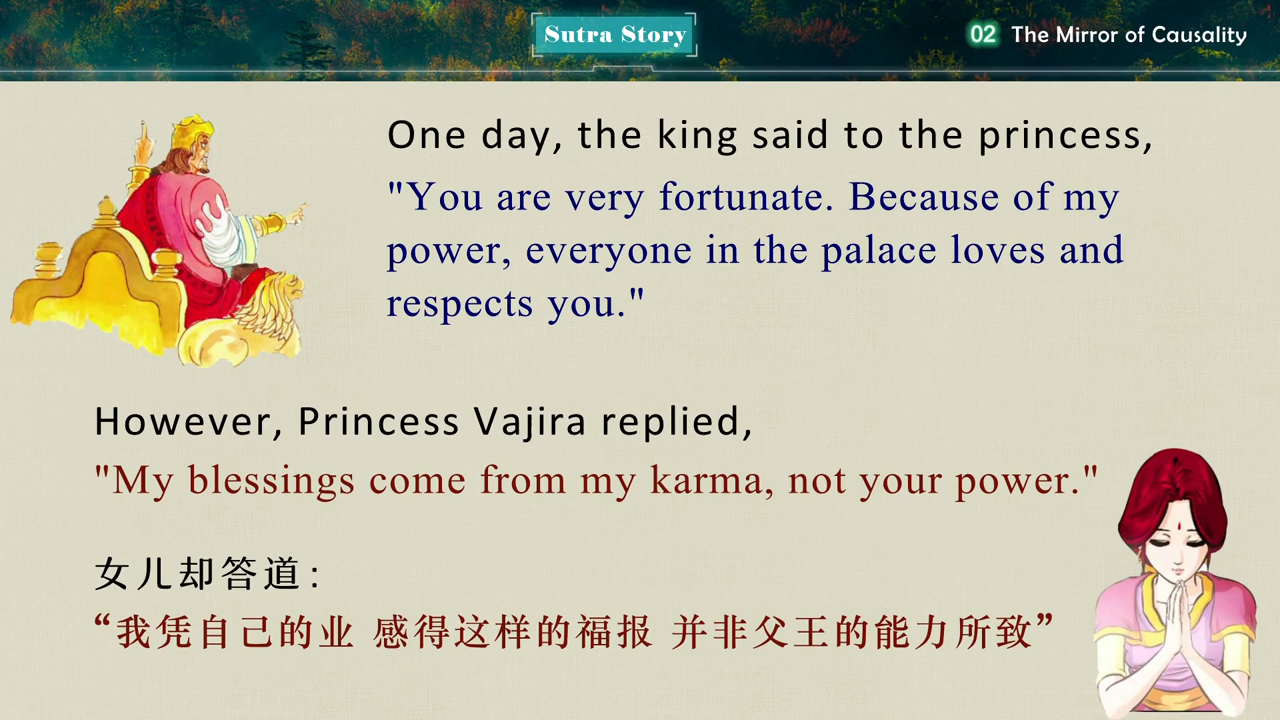 Sutra Story
02 The Mirror of Causality
One day, the king said to the princess,
"You are very fortunate. Because of my
power, everyone in the palace loves and
respects you."
However, Princess Vajira replied,
"My blessings come from my karma, not your power."
女儿却答道:
“我凭自己的业 感得这样的福报 并非父王的能力所致”